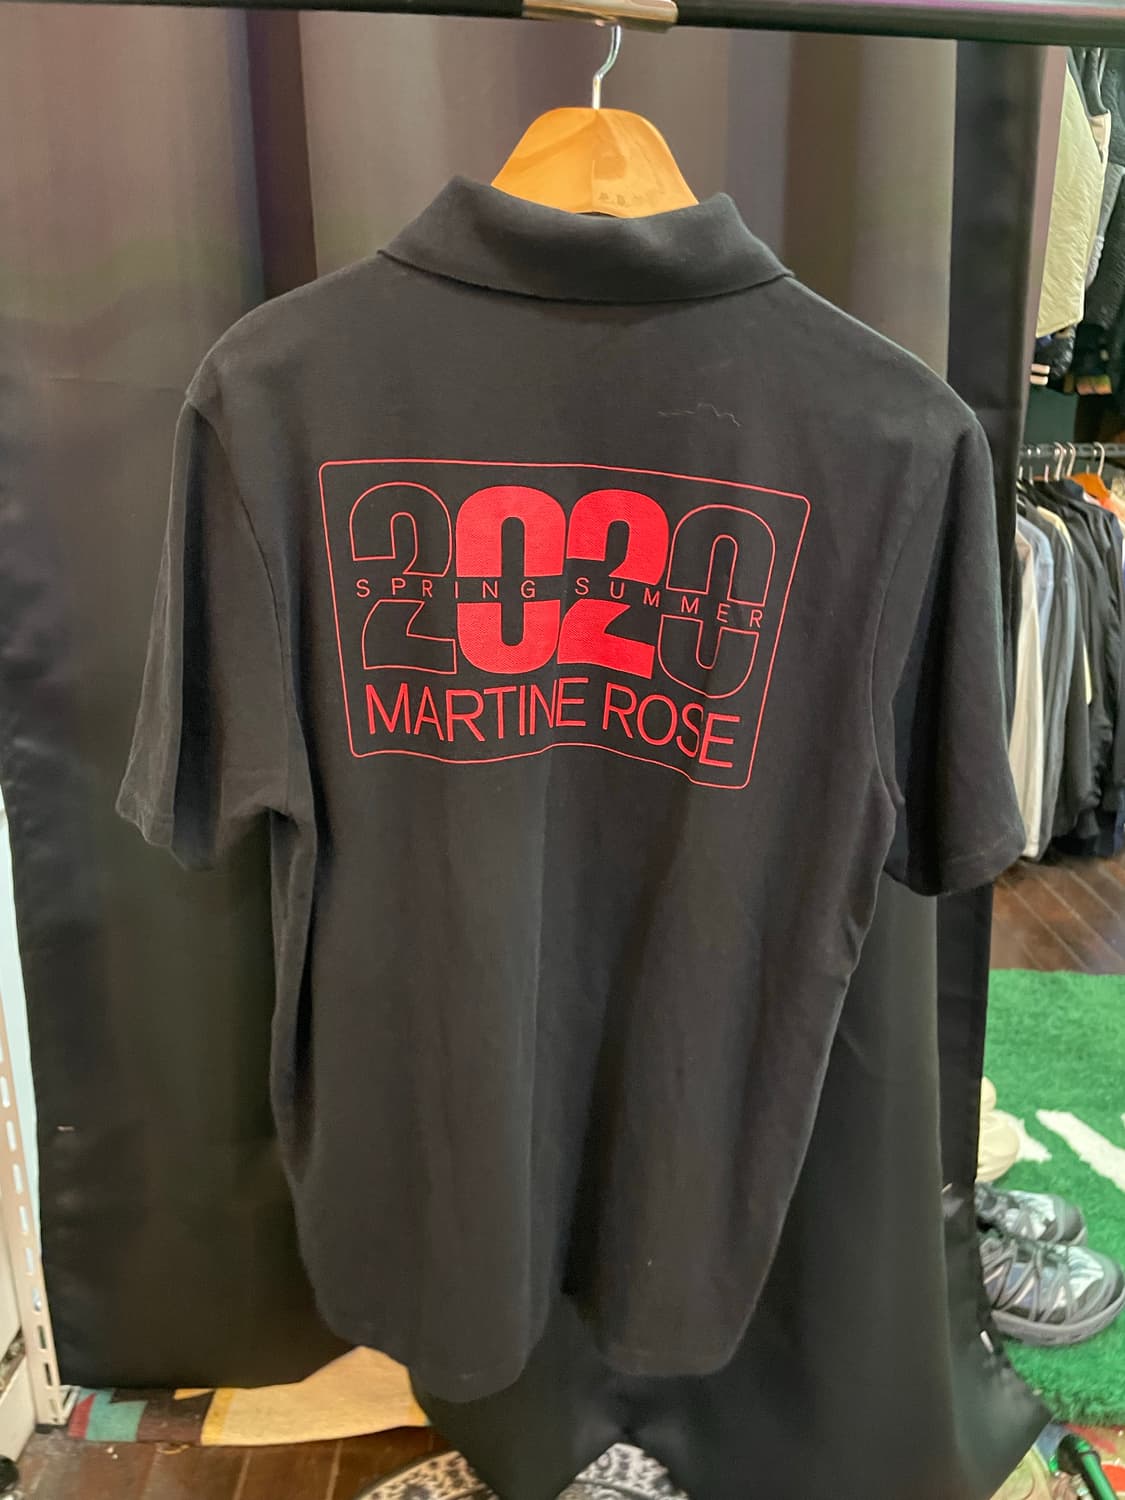 2020
SPRING SUMMER
MARTINE ROSE